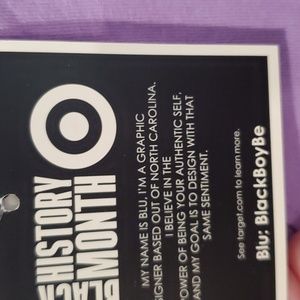 BLACK
HISTORY
MONTH
MY NAME IS BLU. I'M A GRAPHIC
SIGNER BASED OUT OF NORTH CAROLINA.
I BELIEVE IN THE
POWER OF BEING YOUR AUTHENTIC SELF,
AND MY GOAL IS TO DESIGN WITH THAT
SAME SENTIMENT.
See target.com to learn more.
Blu; BlackBoyBe